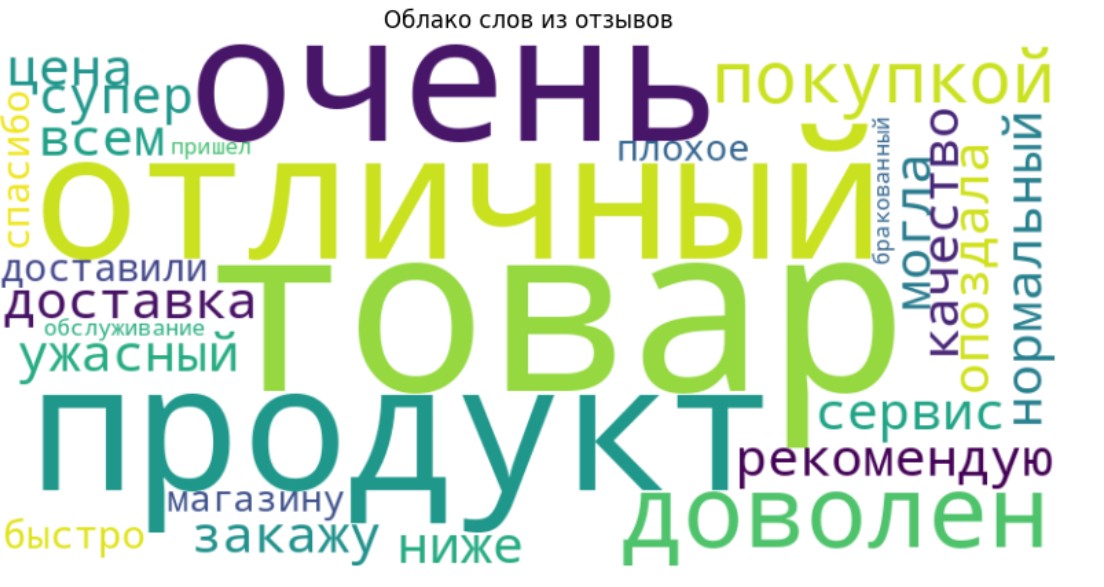 Облако слов из отзывов
цена
супер
очень
покупкой
спасибо
всем
пришел
плохое
отличный
бракованный
могла
качество
опоздала
нормальный
доставили
доставка
товар
обслуживание
ужасный
продукт
сервис
рекомендую
магазину
доволен
быстро
закажу
ниже